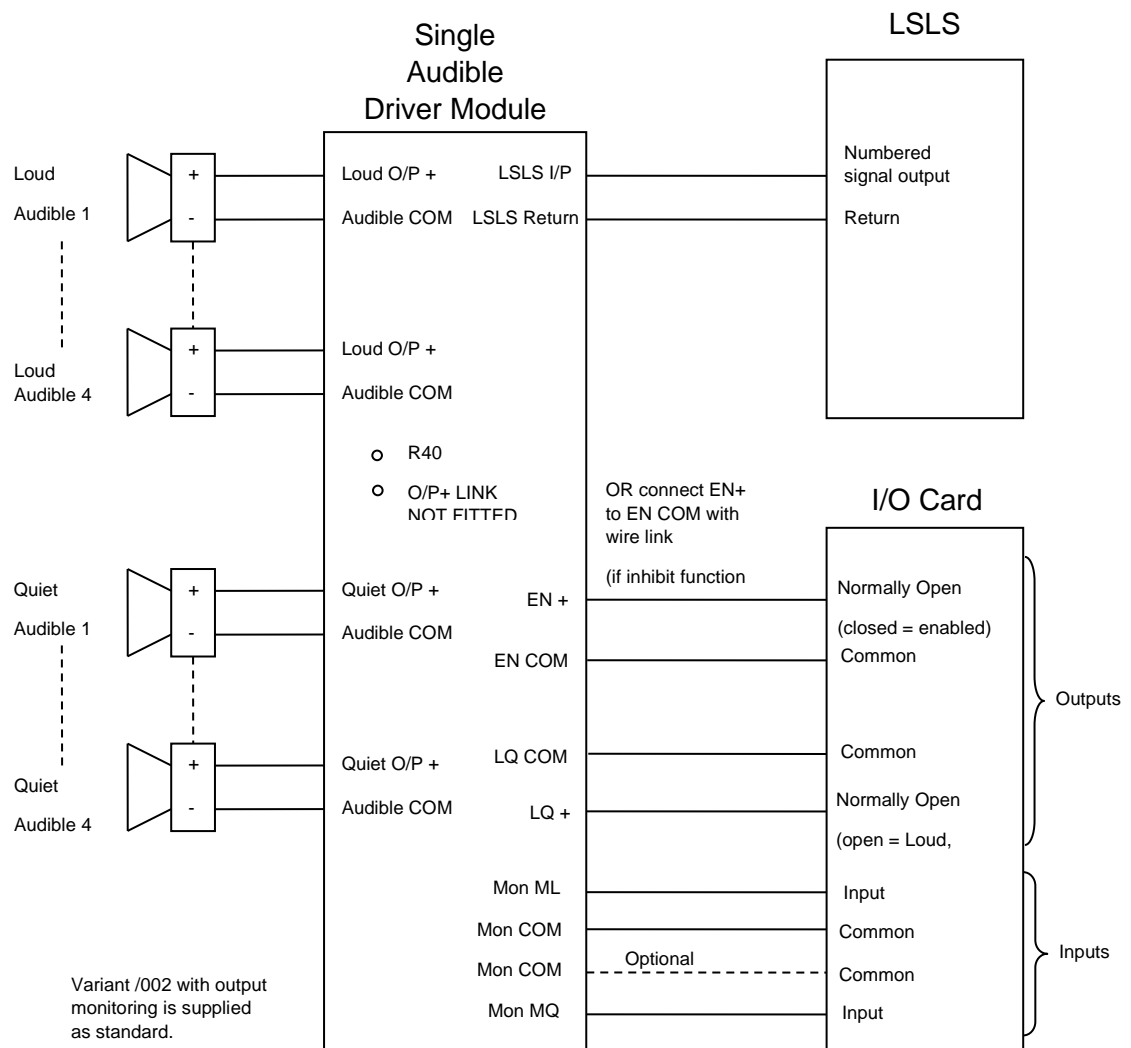 Single
Audible
Driver Module
LSLS
Loud
Audible 1
+
-
Loud O/P +
Audible COM
LSLS I/P
LSLS Return
Numbered
signal output
Return
Loud
Audible 4
+
-
Loud O/P +
Audible COM
R40
O/P+ LINK
NOT FITTED
OR connect EN+
to EN COM with
wire link
(if inhibit function
I/O Card
Quiet
Audible 1
+
-
Quiet O/P +
Audible COM
EN +
EN COM
Normally Open
(closed = enabled)
Common
Outputs
Quiet
Audible 4
+
-
Quiet O/P +
Audible COM
LQ COM
LQ +
Common
Normally Open
(open = Loud,
Mon ML
Mon COM
Mon COM
Mon MQ
Optional
Input
Common
Common
Input
Inputs
Variant /002 with output
monitoring is supplied
as standard.